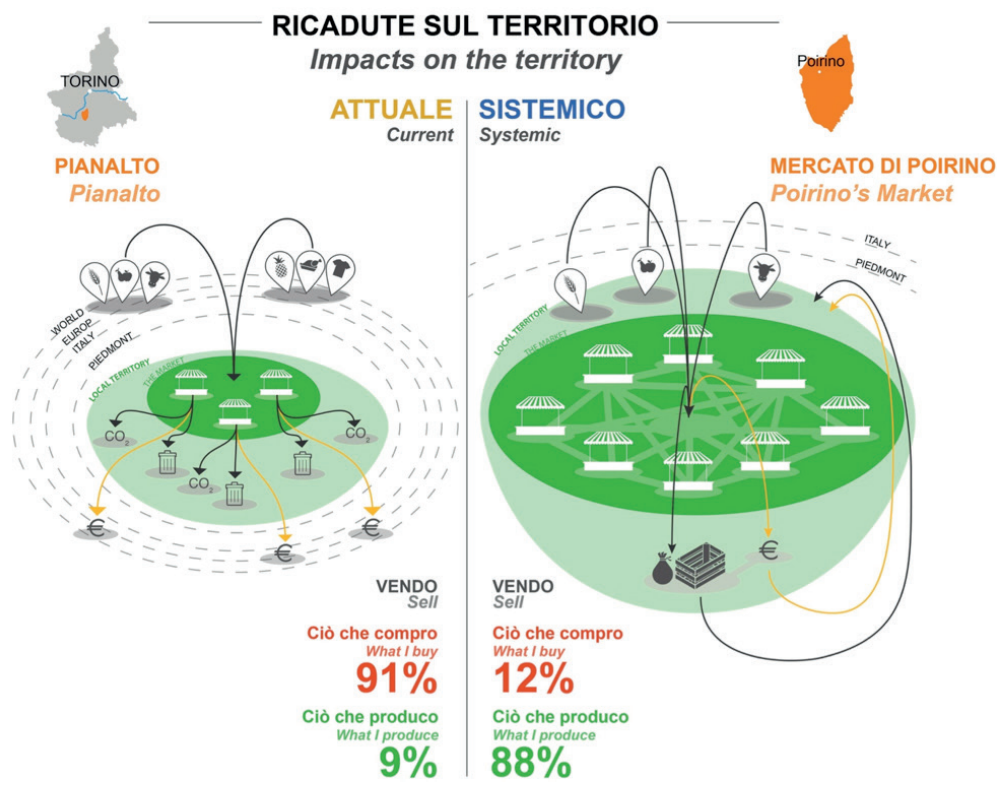 RICADUTE SUL TERRITORIO
Impacts on the territory
TORINO
Poirino
ATTUALE
Current
SISTEMICO
Systemic
PIANALTO
Pianalto
MERCATO DI POIRINO
Poirino's Market
WORLD
EUROP
ITALY
PIEDMONT
LOCAL TERRITORY
THE MARKET
CO2
CO2
CO2
€
€
€
ITALY
PIEDMONT
LOCAL TERRITORY
THE MARKET
€
VENDO
Sell
Ciò che compro
What I buy
91%
Ciò che produco
What I produce
9%
VENDO
Sell
Ciò che compro
What I buy
12%
Ciò che produco
What I produce
88%